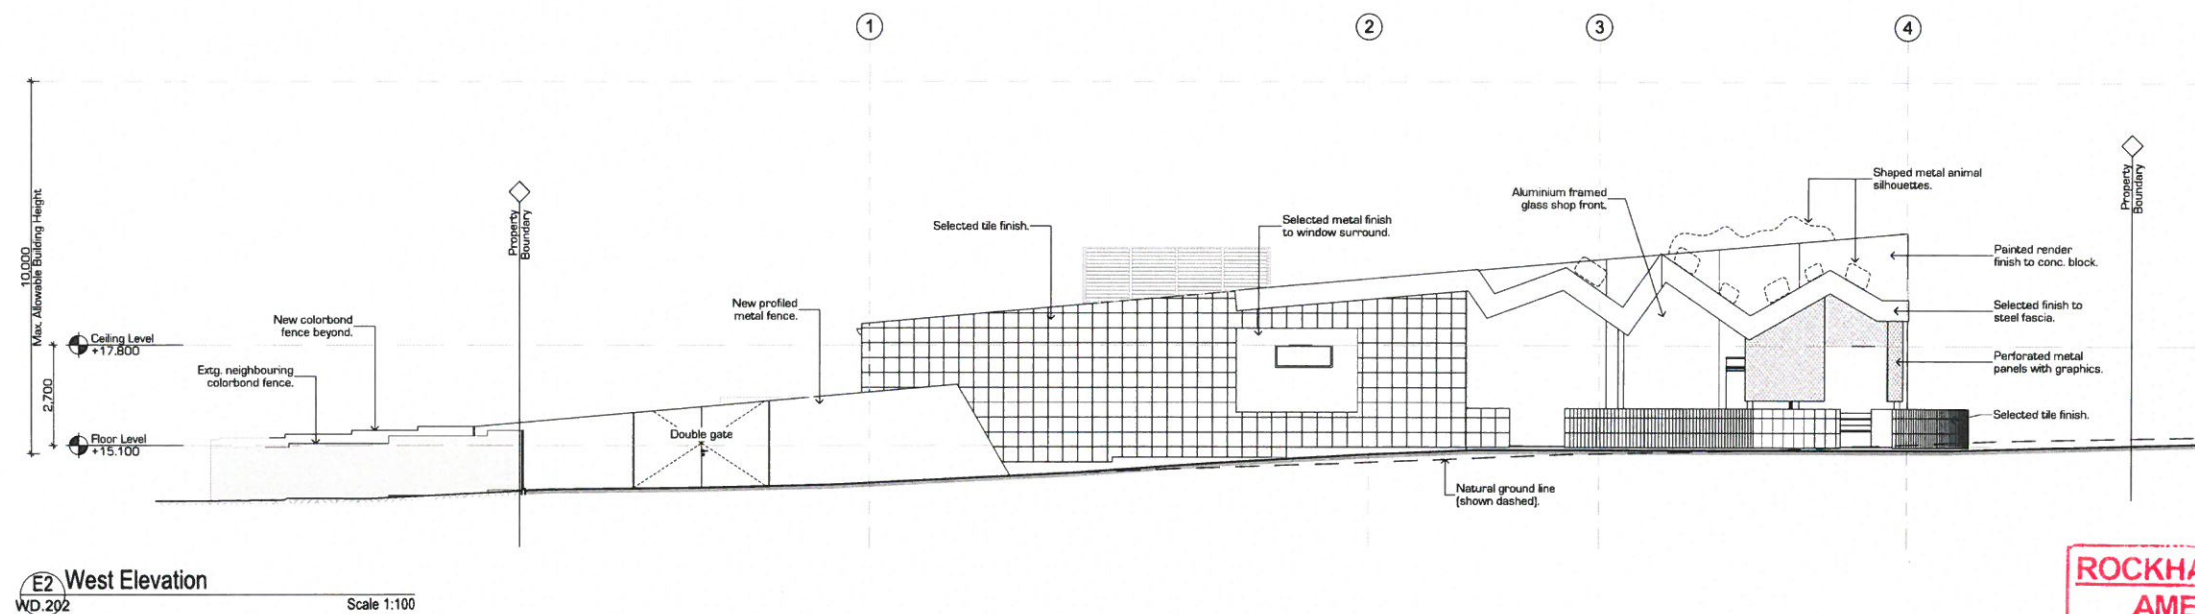 1
2
3
4
Max. Allowable Building Height
10,000
2,700
Ceiling Level
+17.800
Floor Level
+15.100
Extg. neighbouring
colorbond fence.
New colorbond
fence beyond.
Property
Boundary
Double gate
New profiled
metal fence.
Selected tile finish.
Selected metal finish
to window surround.
Natural ground line
(shown dashed).
Aluminium framed
glass shop front.
Shaped metal animal
silhouettes.
Painted render
finish to conc. block.
Selected finish to
steel fascia.
Perforated metal
panels with graphics.
Selected tile finish.
Property
Boundary
E2
WD.202
West Elevation
Scale 1:100
ROCKHA
AME